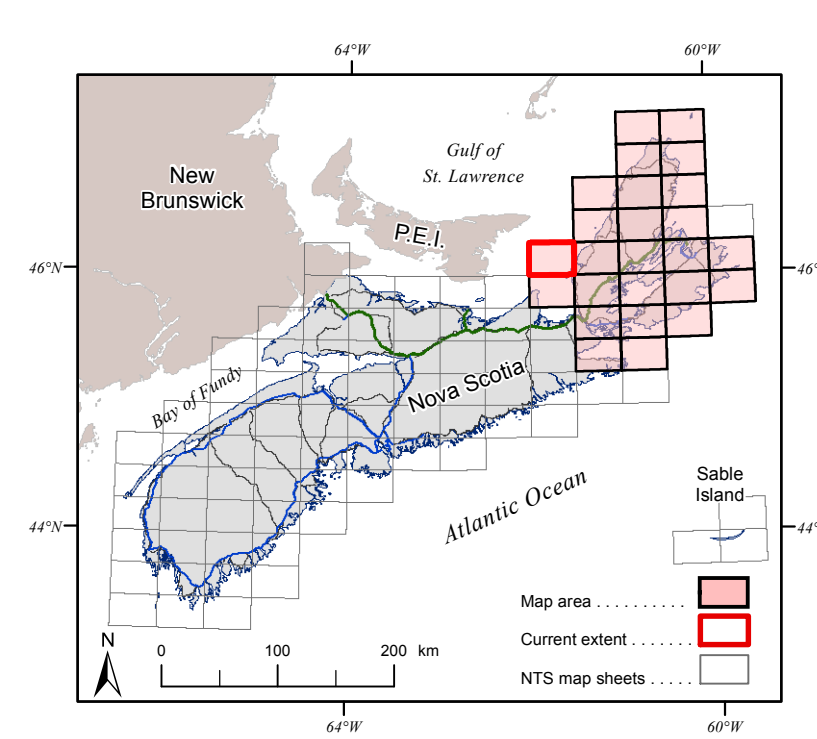 64°W
60°W
Gulf of
St. Lawrence
New
Brunswick
P.E.I.
46°N
46°
Nova Scotia
Bay of Fundy
Sable
Island
Atlantic Ocean
44°N
44°
Map area . . . . . . . . . .
Current extent . . . . . . .
NTS map sheets . . . . .
N
0 100 200 km
64°W
60°W